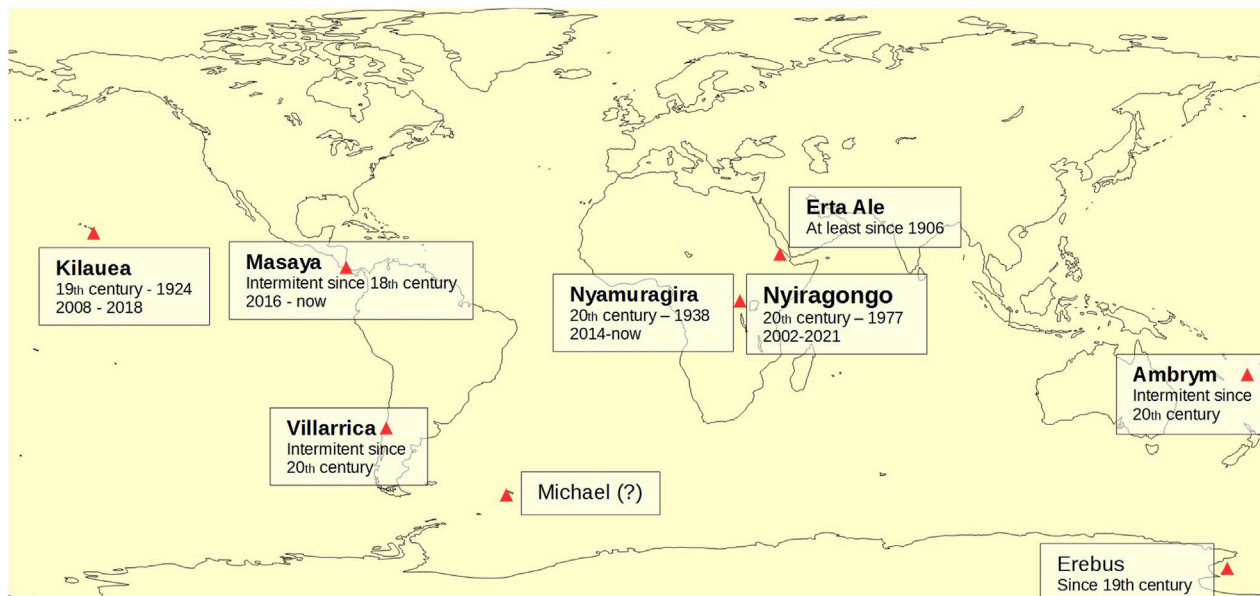 Erta Ale
At least since 1906
Kilauea
19th century - 1924
2008 - 2018
Masaya
Intermitent since 18th century
2016 - now
Nyamuragira
20th century – 1938
2014-now
Nyiragongo
20th century – 1977
2002-2021
Ambrym
Intermitent since
20th century
Villarrica
Intermitent since
20th century
Michael (?)
Erebus
Since 19th century